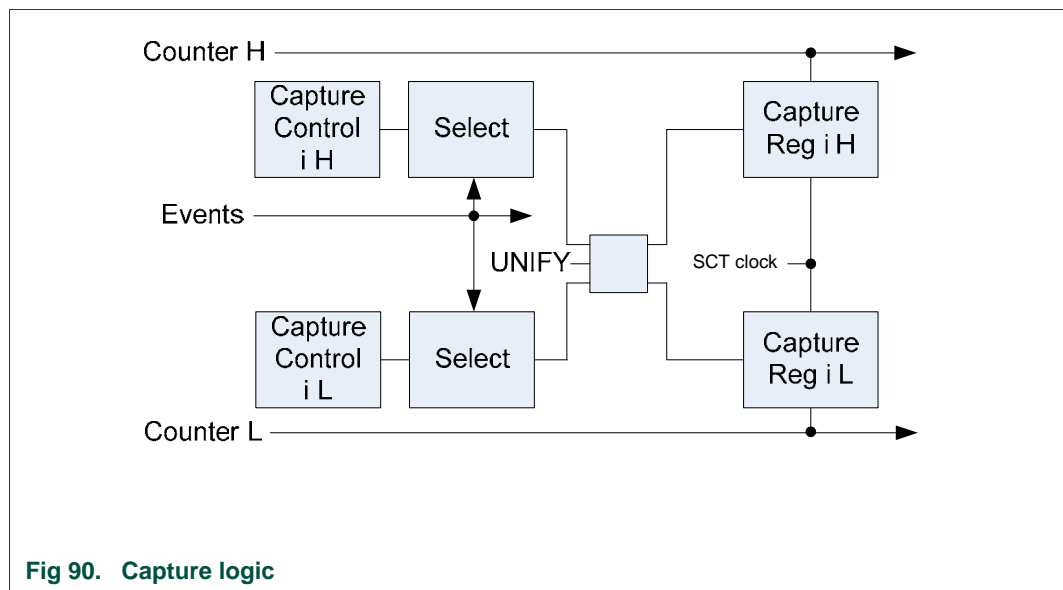 Counter H
Capture
Control
i H
Select
Capture
Reg i H
Events
UNIFY
SCT clock
Capture
Control
i L
Select
Capture
Reg i L
Counter L
Fig 90. Capture logic